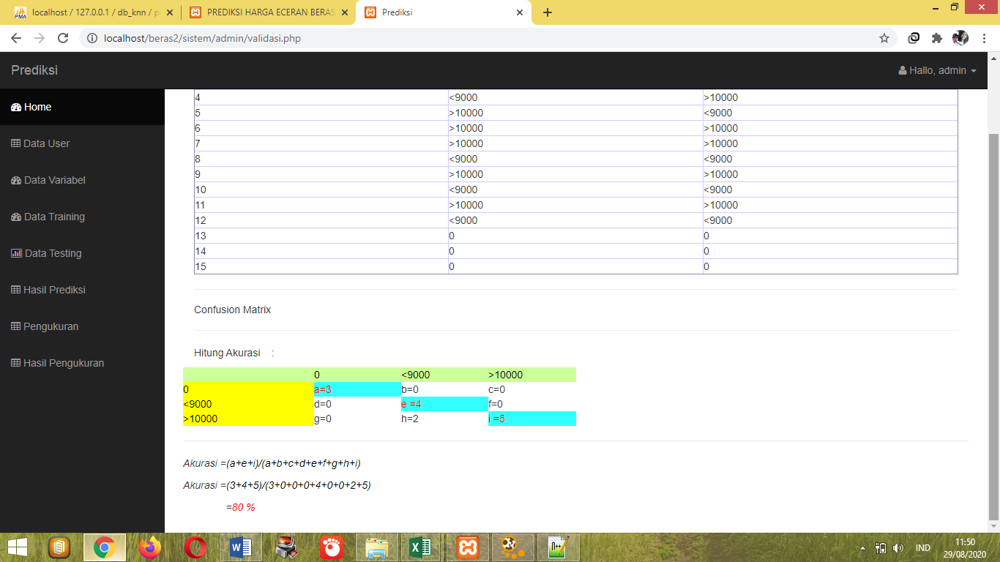 localhost / 127.0.0.1 / db_knn / p
PREDIKSI HARGA ECERAN BERAS
Prediksi
localhost/beras2/sistem/admin/validasi.php
Prediksi
Hallo, admin
Home
Data User
Data Variabel
Data Training
Data Testing
Hasil Prediksi
Pengukuran
Hasil Pengukuran
4 <9000 >10000
5 >10000 <9000
6 >10000 >10000
7 >10000 >10000
8 <9000 <9000
9 >10000 >10000
10 <9000 <9000
11 >10000 >10000
12 <9000 <9000
13 0 0
14 0 0
15 0 0
Confusion Matrix
Hitung Akurasi :
0 <9000 >10000
0 a=3 b=0 c=0
<9000 d=0 e =4 f=0
>10000 g=0 h=2 i =5
Akurasi =(a+e+i)/(a+b+c+d+e+f+g+h+i)
Akurasi =(3+4+5)/(3+0+0+0+4+0+0+2+5)
=80 %
IND
11:50
29/08/2020